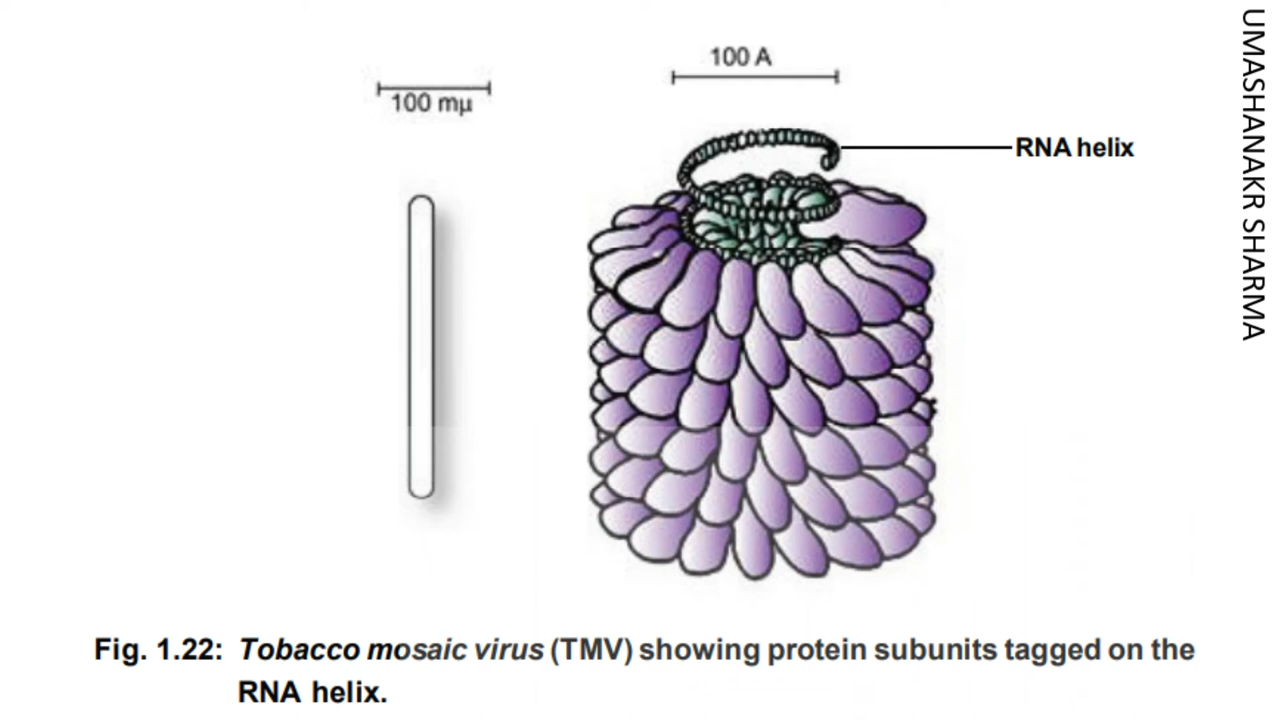 100 A
100 mμ
RNA helix
UMASHANAKR SHARMA
Fig. 1.22: Tobacco mosaic virus (TMV) showing protein subunits tagged on the
RNA helix.